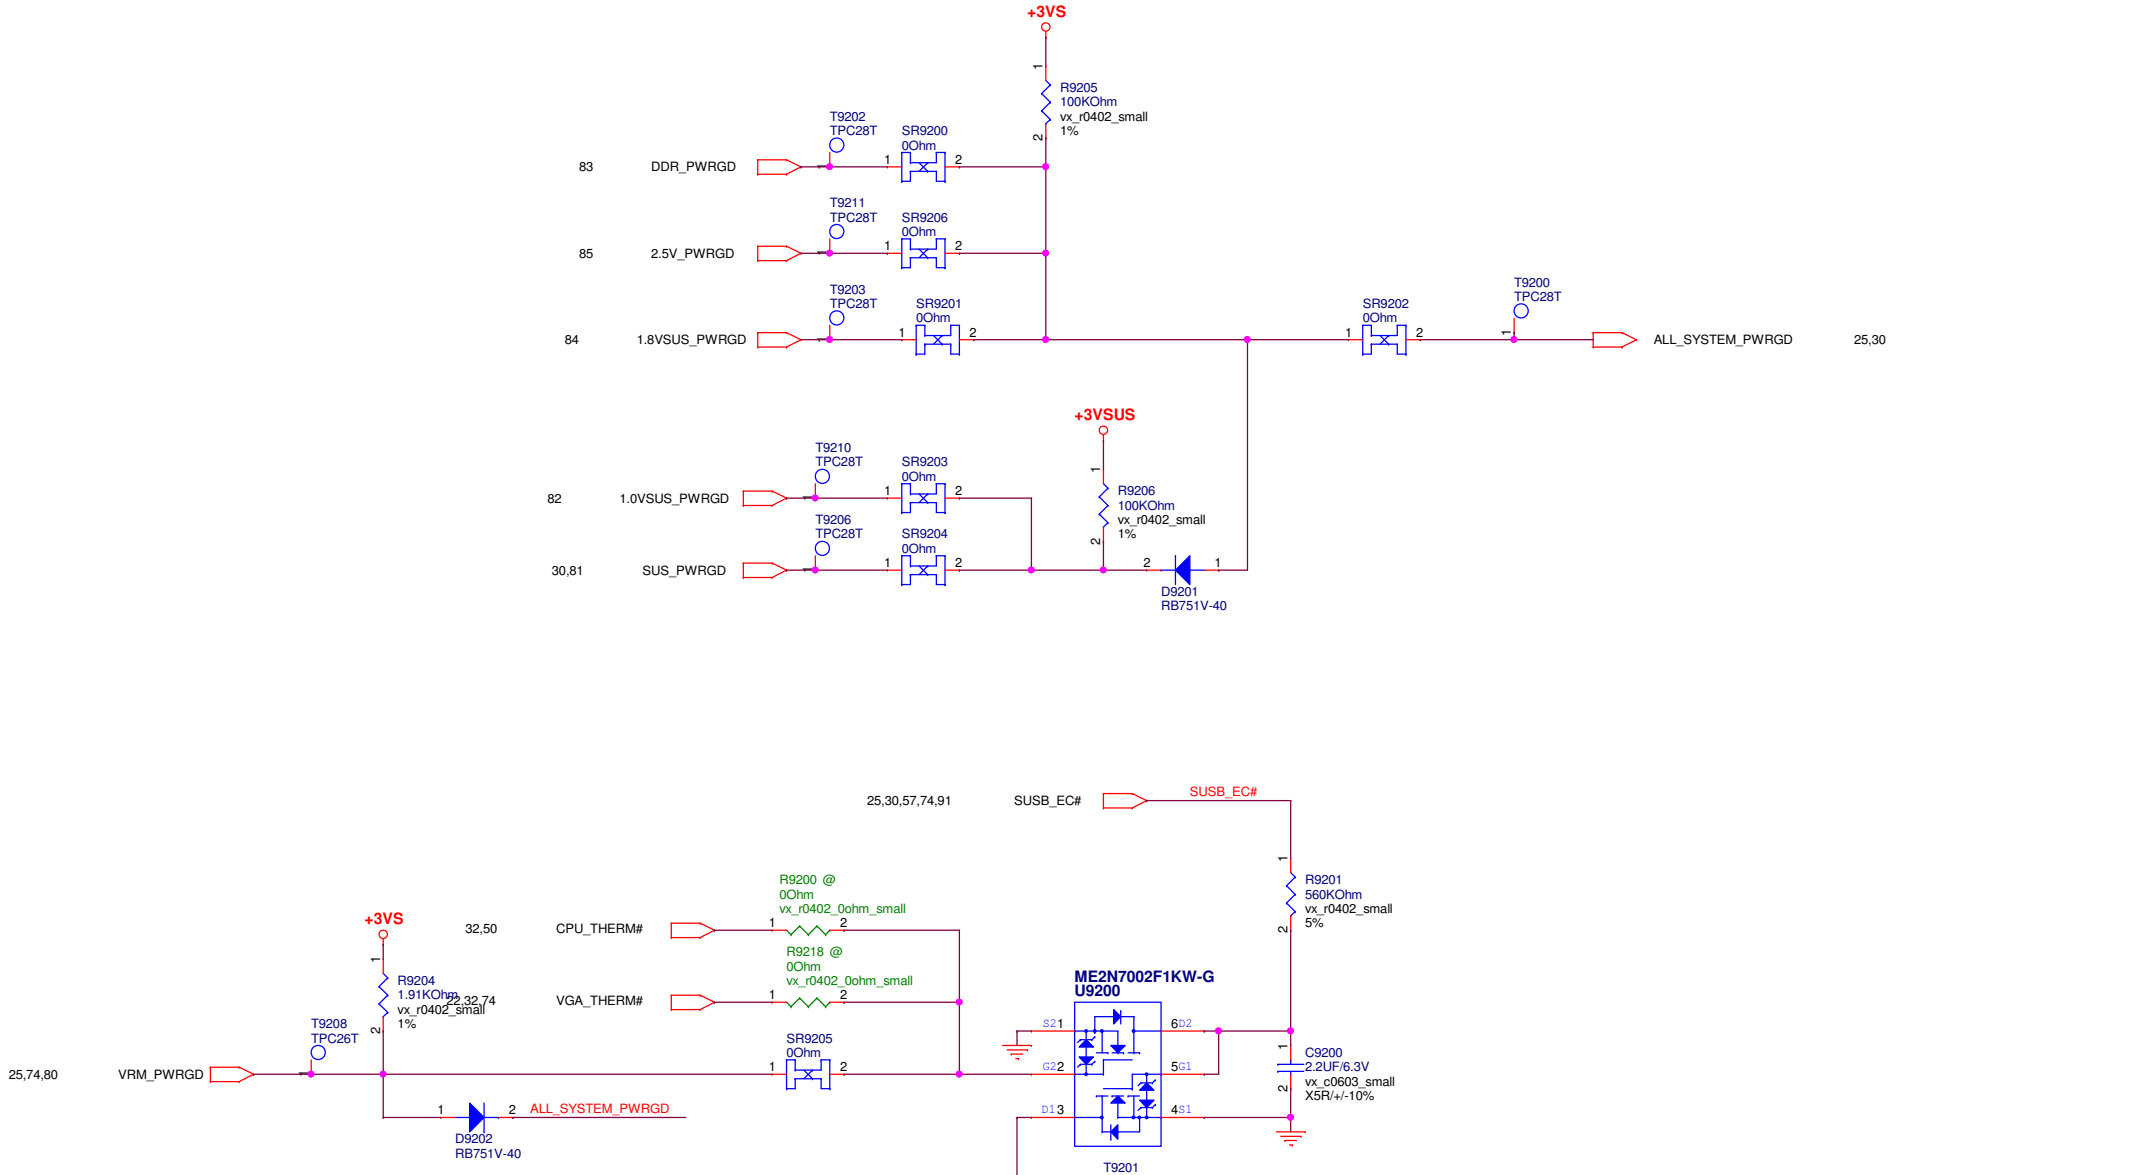 +3VS
1
R9205
100KOhm
vx_r0402_small
1%
2
T9202
TPC28T
SR9200
0Ohm
83 DDR_PWRGD 1 1 2
T9211
TPC28T
SR9206
0Ohm
85 2.5V_PWRGD 1 1 2
T9203
TPC28T
SR9201
0Ohm
84 1.8VSUS_PWRGD 1 1 2
SR9202
0Ohm
1 2
T9200
TPC28T
1
ALL_SYSTEM_PWRGD 25,30
+3VSUS
1
R9206
100KOhm
vx_r0402_small
1%
2
T9210
TPC28T
SR9203
0Ohm
82 1.0VSUS_PWRGD 1 1 2
T9206
TPC28T
SR9204
0Ohm
30,81 SUS_PWRGD 1 1 2
2 1
D9201
RB751V-40
25,30,57,74,91 SUSB_EC# SUSB_EC#
1
R9201
560KOhm
vx_r0402_small
5%
2
R9200 @
0Ohm
vx_r0402_0ohm_small
32,50 CPU_THERM# 1 2
R9218 @
0Ohm
vx_r0402_0ohm_small
22,32,74 VGA_THERM# 1 2
+3VS
1
R9204
1.91KOhm
vx_r0402_small
1%
2
T9208
TPC26T
SR9205
0Ohm
25,74,80 VRM_PWRGD 1 1 2
1 2 ALL_SYSTEM_PWRGD
D9202
RB751V-40
ME2N7002F1KW-G
U9200
S2 1 6 D2
G2 2 5 G1
D1 3 4 S1
1
C9200
2.2UF/6.3V
vx_c0603_small
X5R/+/-10%
2
T9201